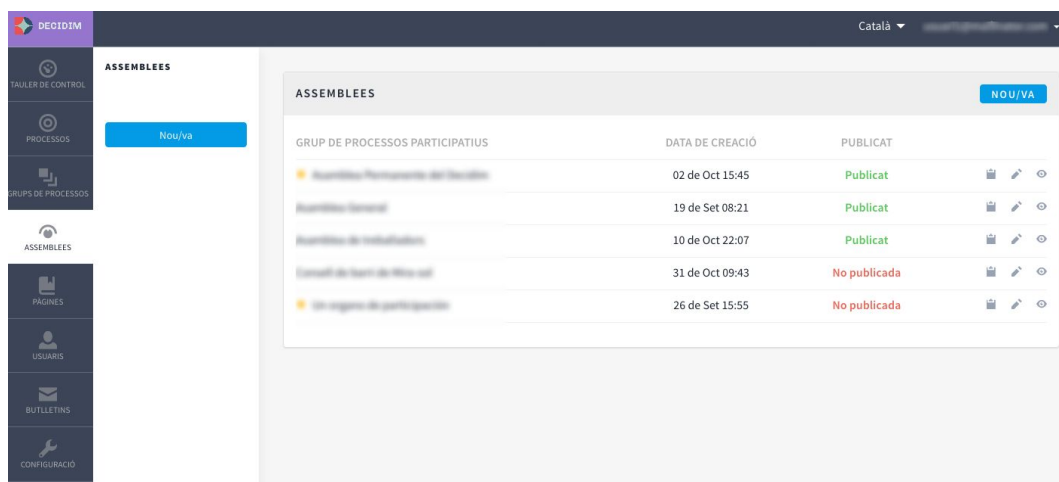 DECIDIM
Català
TAULER DE CONTROL
PROCESSOS
GRUPS DE PROCESSOS
ASSEMBLEES
PÀGINES
USUARIS
BUTLLETINS
CONFIGURACIÓ
ASSEMBLEES
Nou/va
ASSEMBLEES NOU/VA
GRUP DE PROCESSOS PARTICIPATIUS DATA DE CREACIÓ PUBLICAT
02 de Oct 15:45 Publicat
19 de Set 08:21 Publicat
10 de Oct 22:07 Publicat
31 de Oct 09:43 No publicada
26 de Set 15:55 No publicada